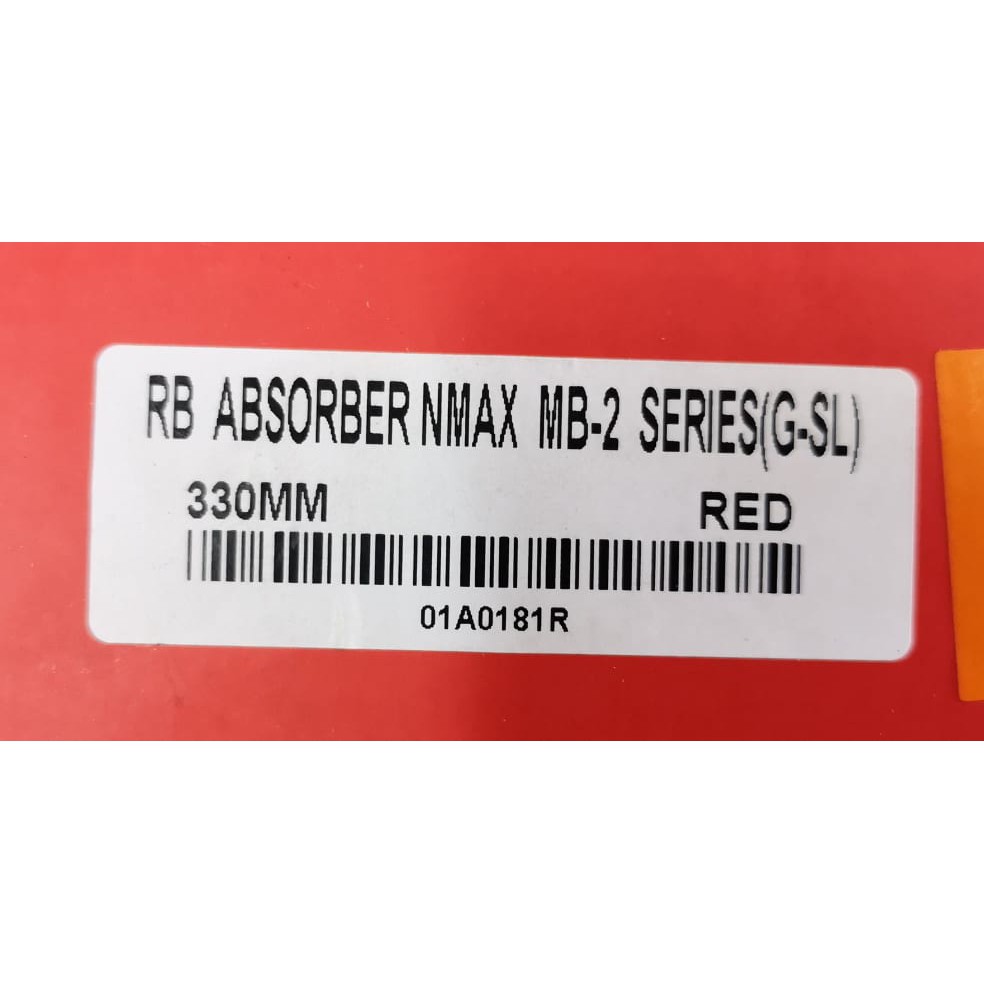 RB ABSORBER NMAX MB-2 SERIES(G-SL)
330MM RED
01A0181R